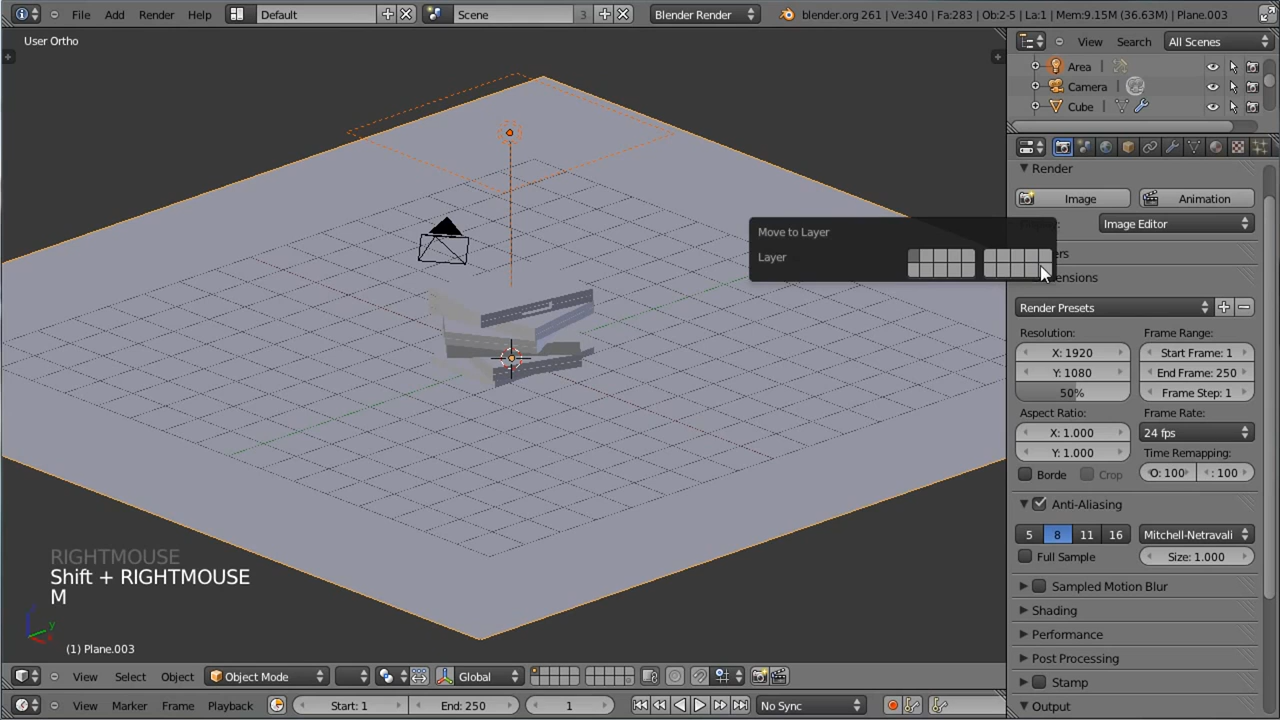 File Add Render Help Default Scene 3 Blender Render blender.org 261 | Ve:340 | Fa:283 | Ob:2-5 | La:1 | Mem:9.15M (36.63M) | Plane.003
User Ortho
View Search All Scenes
Area
Camera
Cube
Render
Image Animation
Image Editor
Move to Layer
Layer
Render Presets
Resolution: Frame Range:
X: 1920 Start Frame: 1
Y: 1080 End Frame: 250
50% Frame Step: 1
Aspect Ratio: Frame Rate:
X: 1.000 24 fps
Y: 1.000 Time Remapping:
Borde Crop O: 100 : 100
Anti-Aliasing
5 8 11 16 Mitchell-Netravali
Full Sample Size: 1.000
Sampled Motion Blur
Shading
Performance
Post Processing
Stamp
Output
RIGHTMOUSE
Shift + RIGHTMOUSE
M
y
(1) Plane.003
View Select Object Object Mode Global
View Marker Frame Playback Start: 1 End: 250 1 No Sync